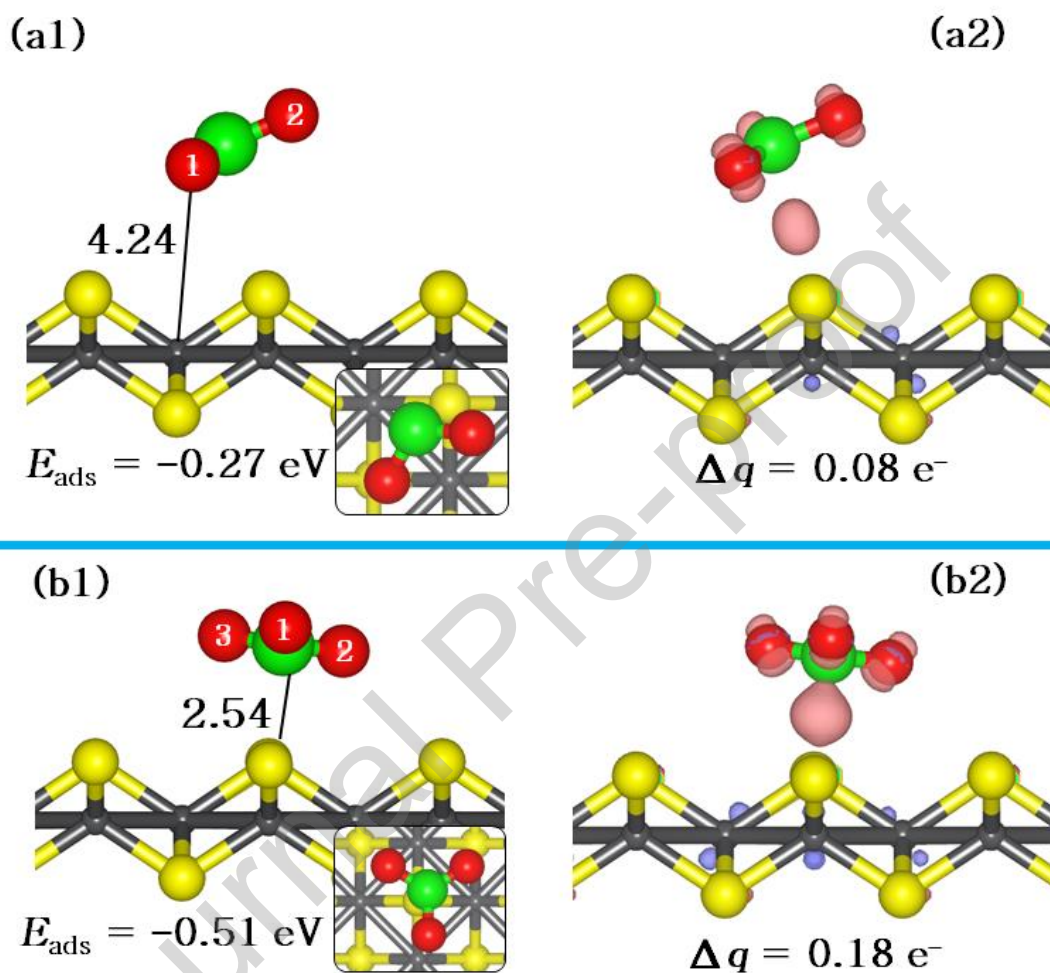 (a1)
(a2)
2
1
4.24
E_ads = −0.27 eV
Δq = 0.08 e⁻
(b1)
(b2)
3 1 2
2.54
E_ads = −0.51 eV
Δq = 0.18 e⁻
urnal Pre-proof